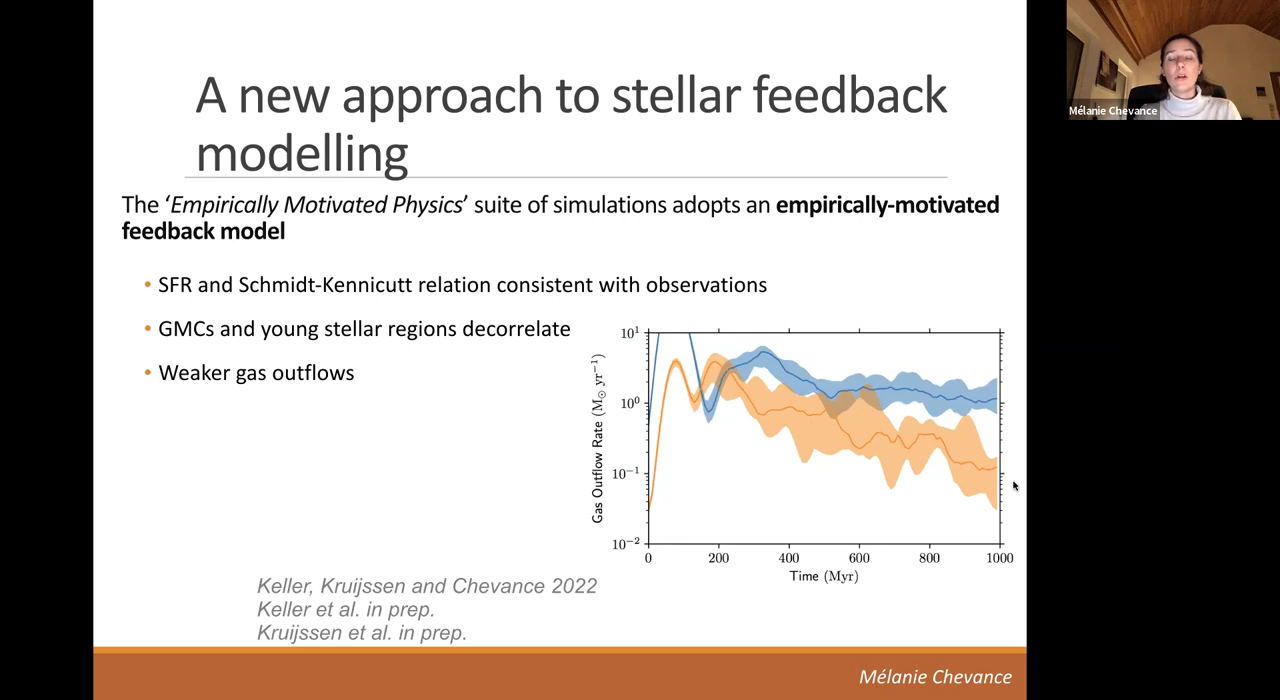 A new approach to stellar feedback
modelling
The ‘Empirically Motivated Physics’ suite of simulations adopts an empirically-motivated
feedback model
• SFR and Schmidt-Kennicutt relation consistent with observations
• GMCs and young stellar regions decorrelate
• Weaker gas outflows
10¹
10⁰
10⁻¹
10⁻²
Gas Outflow Rate (M⊙ yr⁻¹)
0 200 400 600 800 1000
Time (Myr)
Keller, Kruijssen and Chevance 2022
Keller et al. in prep.
Kruijssen et al. in prep.
Mélanie Chevance
Mélanie Chevance